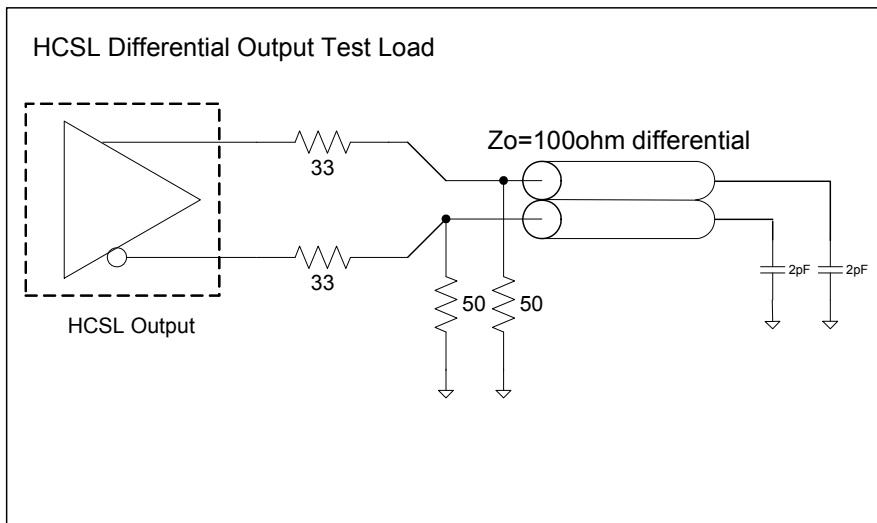 HCSL Differential Output Test Load
Zo=100ohm differential
33
33
2pF
2pF
50
50
HCSL Output